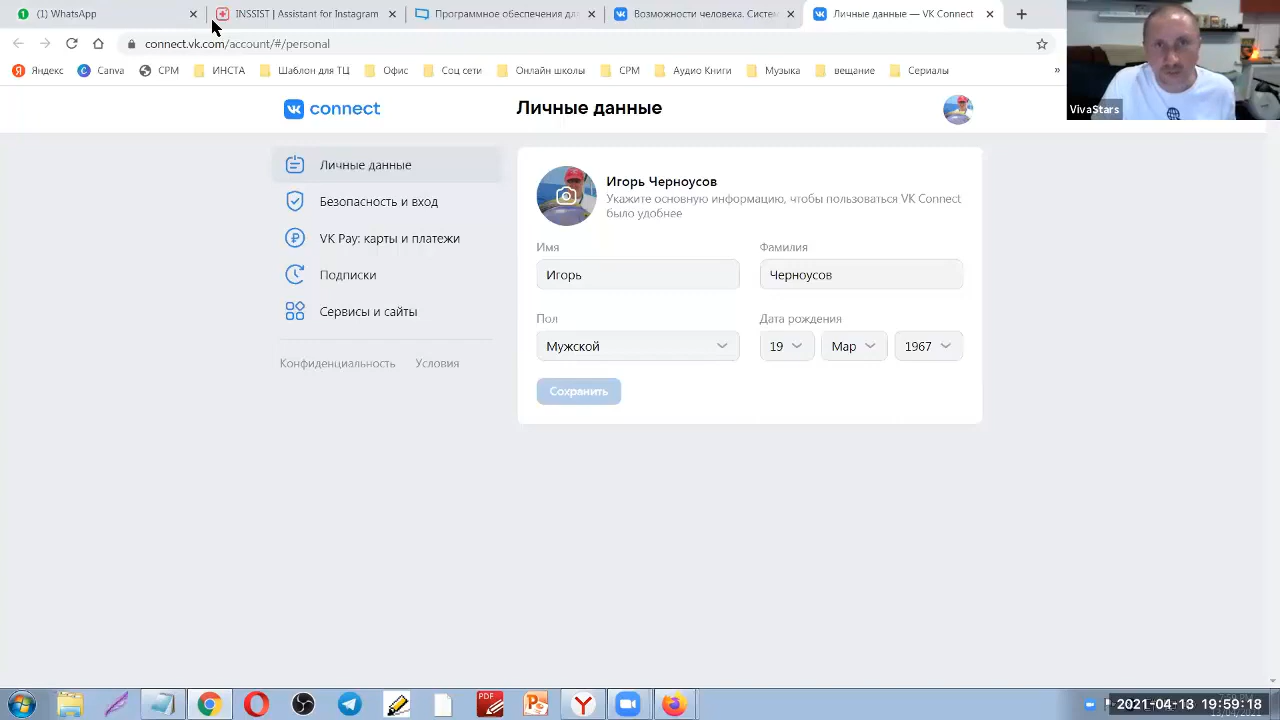 (1) WhatsApp
INSSIST | Assistant for Instagram
Программное обеспечение дл
Возможности человека. Систе
Личные данные — VK Connect
connect.vk.com/account/#/personal
Яндекс
Canva
СРМ
ИНСТА
Шаблон для ТЦ
Офис
Соц сети
Онлайн школы
СРМ
Аудио Книги
Музыка
вещание
Сериалы
»
VivaStars
connect
Личные данные
Личные данные
Безопасность и вход
VK Pay: карты и платежи
Подписки
Сервисы и сайты
Конфиденциальность
Условия
Игорь Черноусов
Укажите основную информацию, чтобы пользоваться VK Connect
было удобнее
Имя
Фамилия
Игорь
Черноусов
Пол
Дата рождения
Мужской
19
Мар
1967
Сохранить
PDF
2021-04-13 19:59:18